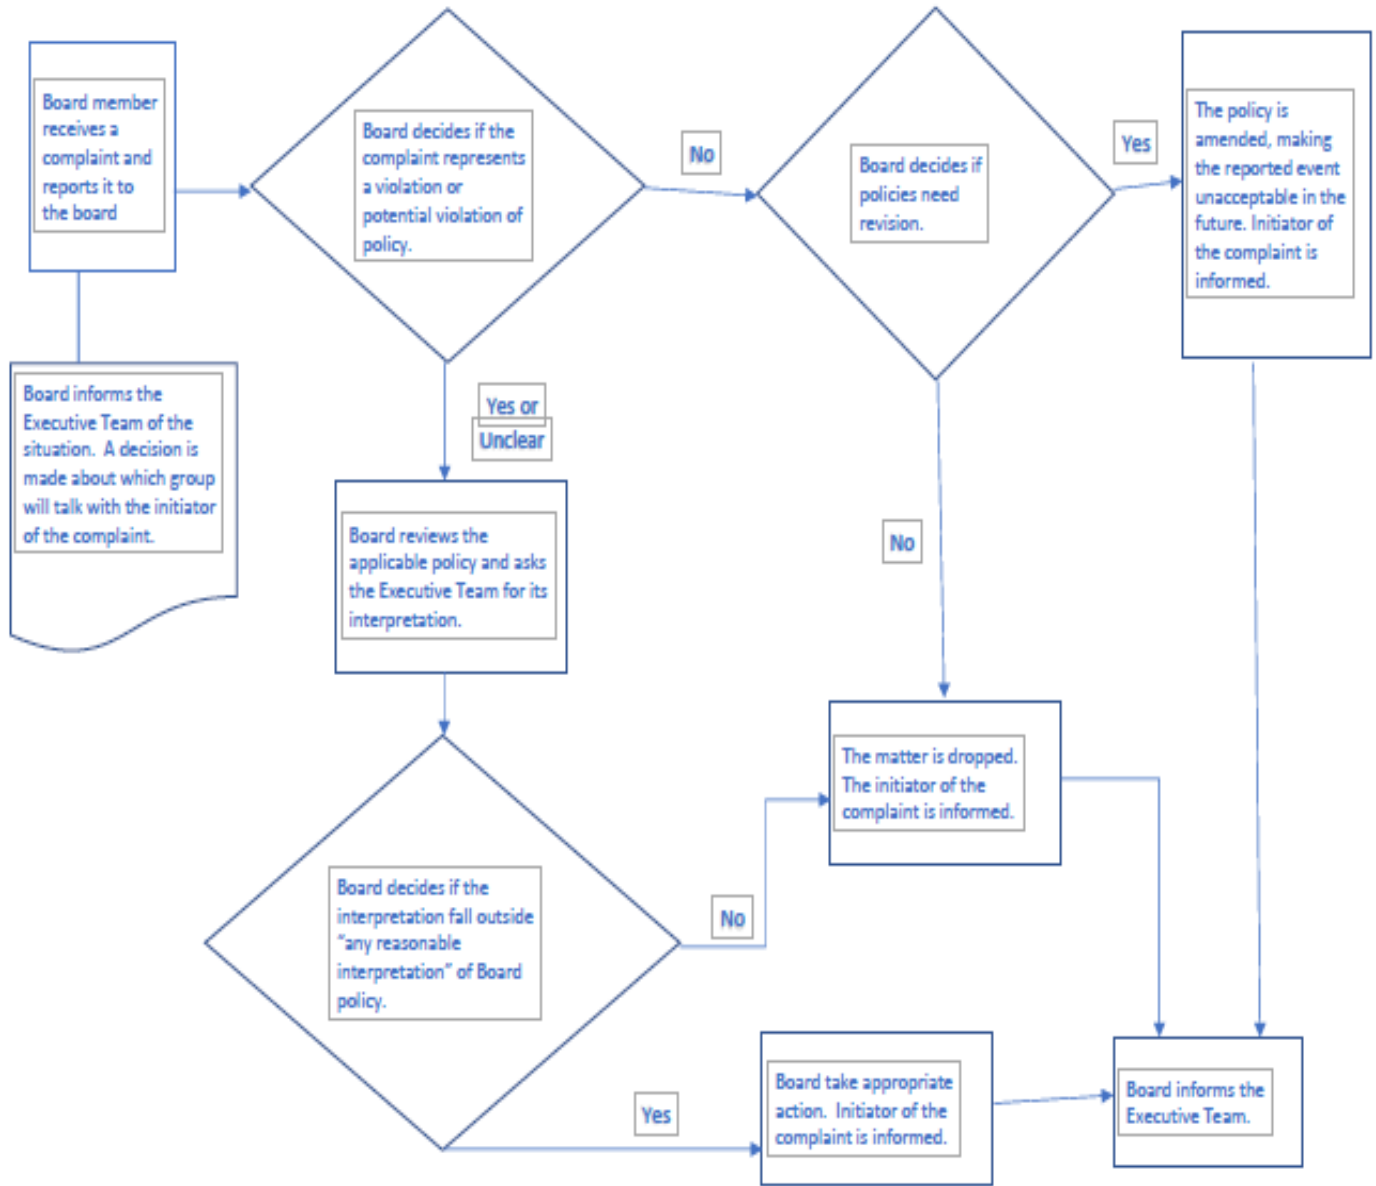 Board member
receives a
complaint and
reports it to
the board
Board decides if the
complaint represents
a violation or
potential violation of
policy.
No
Board decides if
policies need
revision.
Yes
The policy is
amended, making
the reported event
unacceptable in the
future. Initiator of
the complaint is
informed.
Board informs the
Executive Team of the
situation.  A decision is
made about which group
will talk with the initiator
of the complaint.
Yes or
Unclear
Board reviews the
applicable policy and asks
the Executive Team for its
interpretation.
No
The matter is dropped.
The initiator of the
complaint is informed.
Board decides if the
interpretation fall outside
“any reasonable
interpretation” of Board
policy.
No
Yes
Board take appropriate
action.  Initiator of the
complaint is informed.
Board informs the
Executive Team.